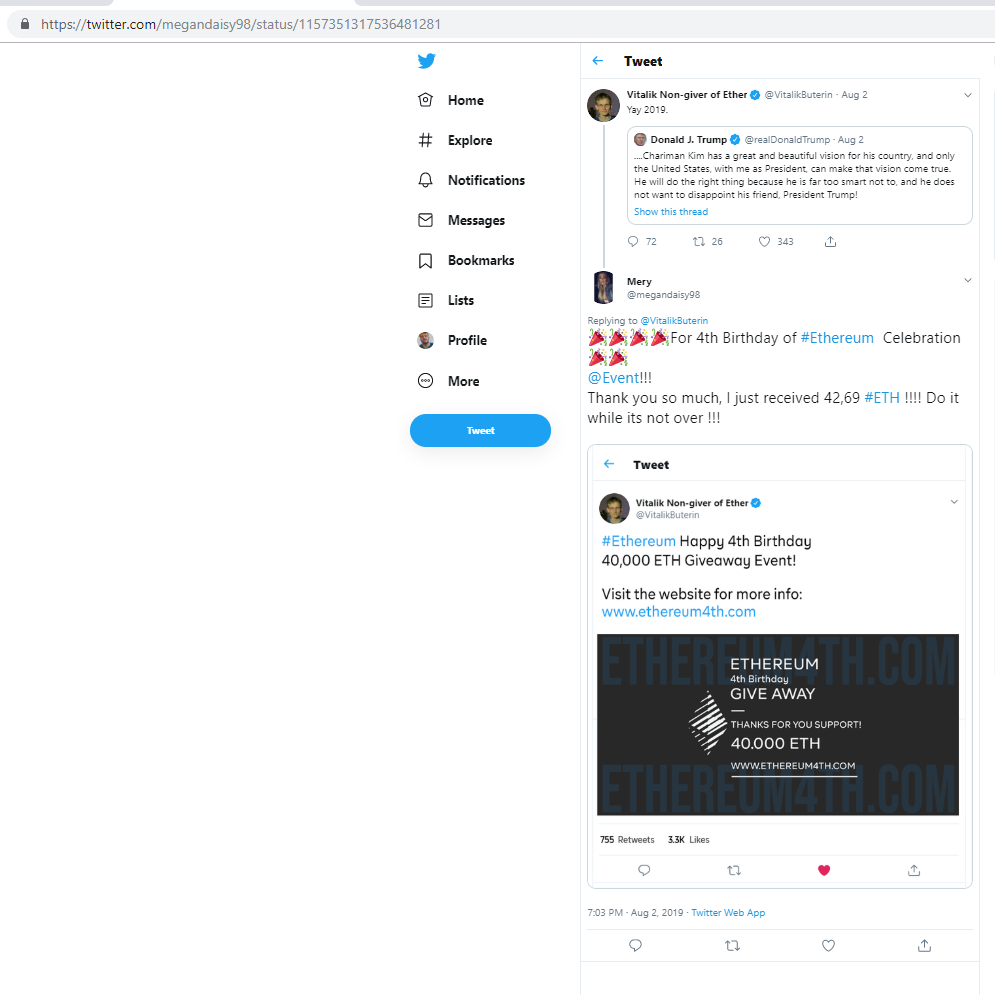 https://twitter.com/megandaisy98/status/1157351317536481281
Home
Explore
Notifications
Messages
Bookmarks
Lists
Profile
More
Tweet
Tweet
Vitalik Non-giver of Ether @VitalikButerin · Aug 2
Yay 2019.
Donald J. Trump @realDonaldTrump · Aug 2
....Chariman Kim has a great and beautiful vision for his country, and only
the United States, with me as President, can make that vision come true.
He will do the right thing because he is far too smart not to, and he does
not want to disappoint his friend, President Trump!
Show this thread
72 26 343
Mery
@megandaisy98
Replying to @VitalikButerin
🎉🎉🎉🎉For 4th Birthday of #Ethereum Celebration
🎉🎉
@Event!!!
Thank you so much, I just received 42,69 #ETH !!!! Do it
while its not over !!!
Tweet
Vitalik Non-giver of Ether
@VitalikButerin
#Ethereum Happy 4th Birthday
40,000 ETH Giveaway Event!
Visit the website for more info:
www.ethereum4th.com
ETHEREUM4TH.COM
ETHEREUM
4th Birthday
GIVE AWAY
THANKS FOR YOU SUPPORT!
40.000 ETH
WWW.ETHEREUM4TH.COM
ETHEREUM4TH.COM
755 Retweets 3.3K Likes
7:03 PM · Aug 2, 2019 · Twitter Web App